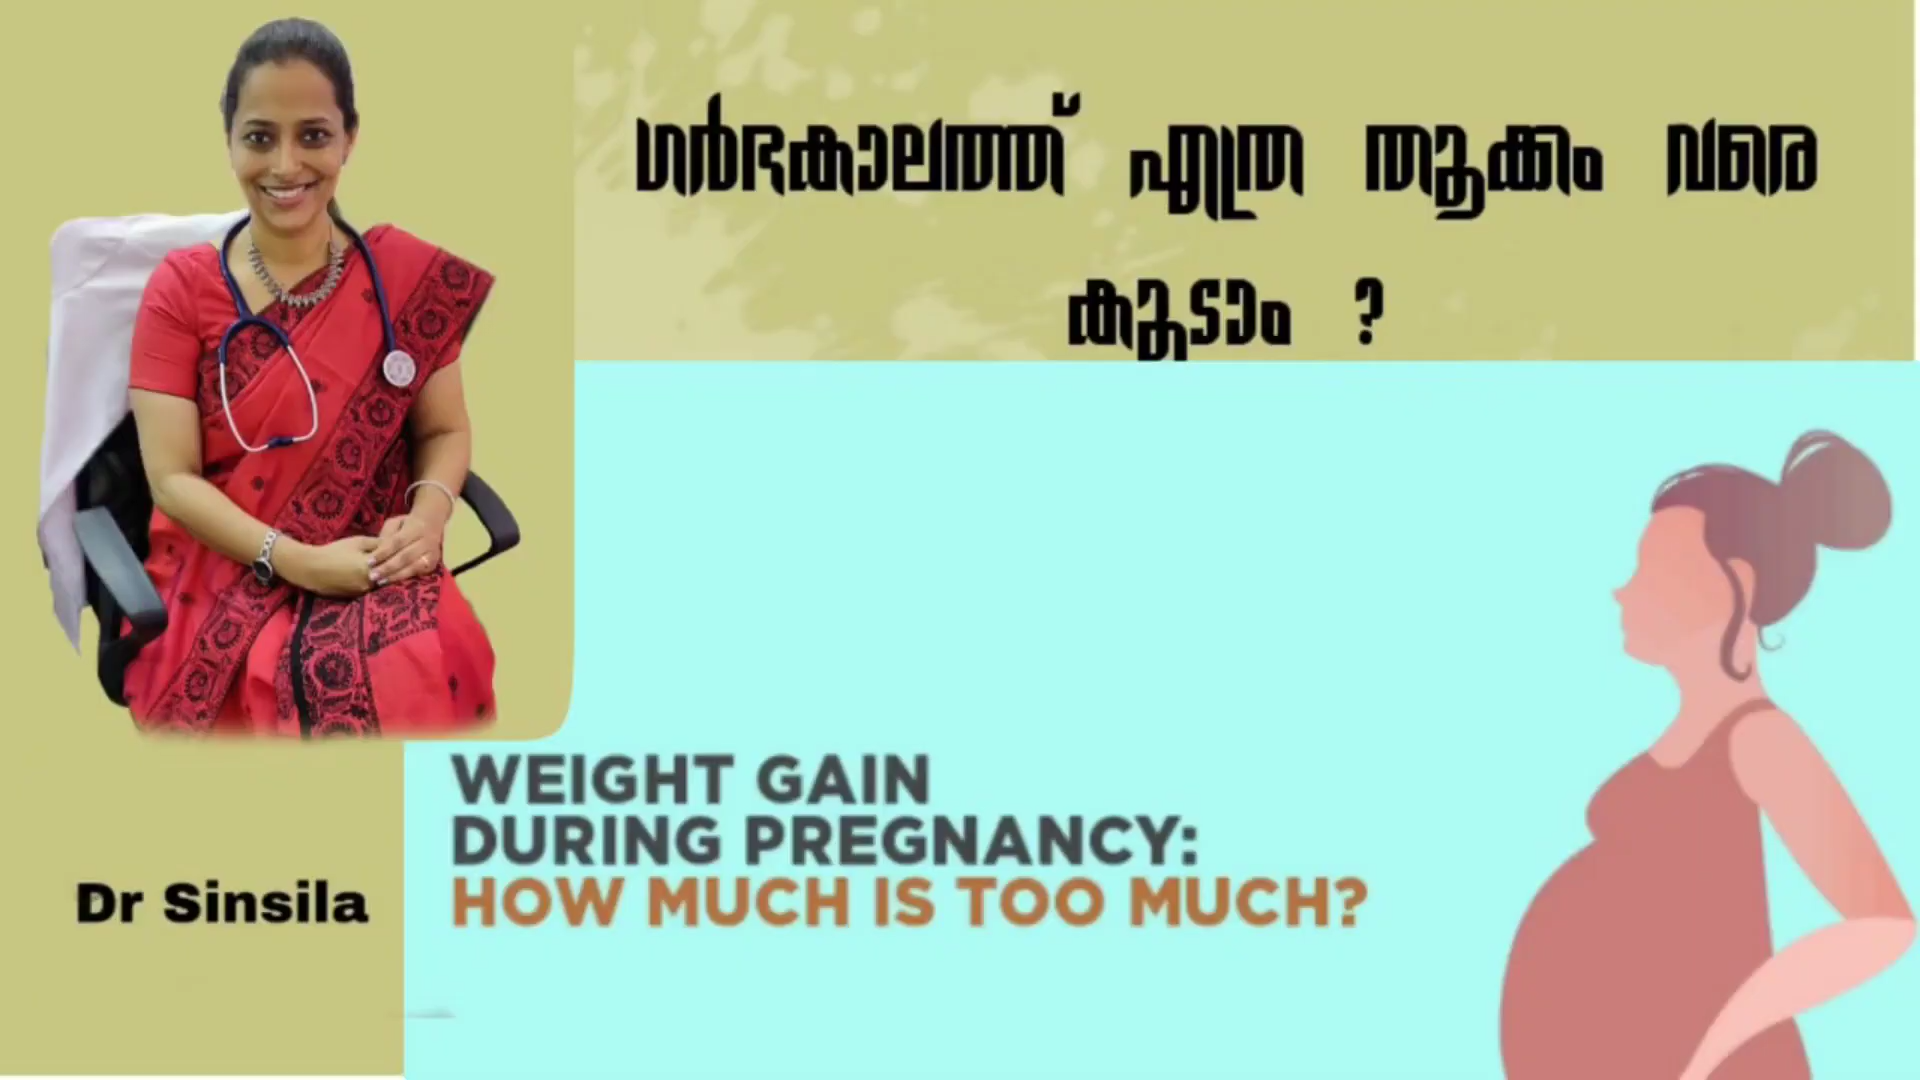 ഗർഭകാലത്ത് എത്ര തൂക്കം വരെ
കൂടാം ?
WEIGHT GAIN
DURING PREGNANCY:
HOW MUCH IS TOO MUCH?
Dr Sinsila